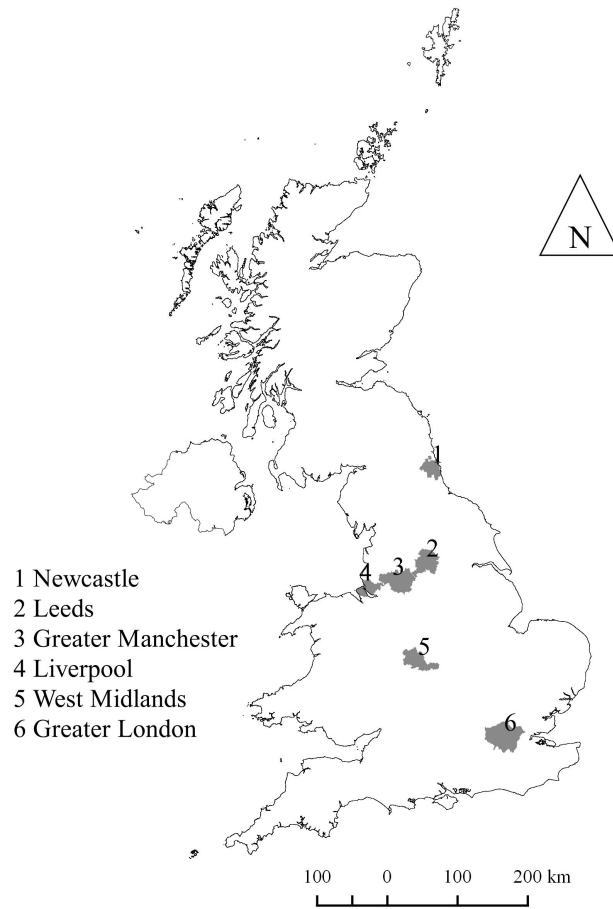 N
1
2
3
4
5
6
1 Newcastle
2 Leeds
3 Greater Manchester
4 Liverpool
5 West Midlands
6 Greater London
100 0 100 200 km